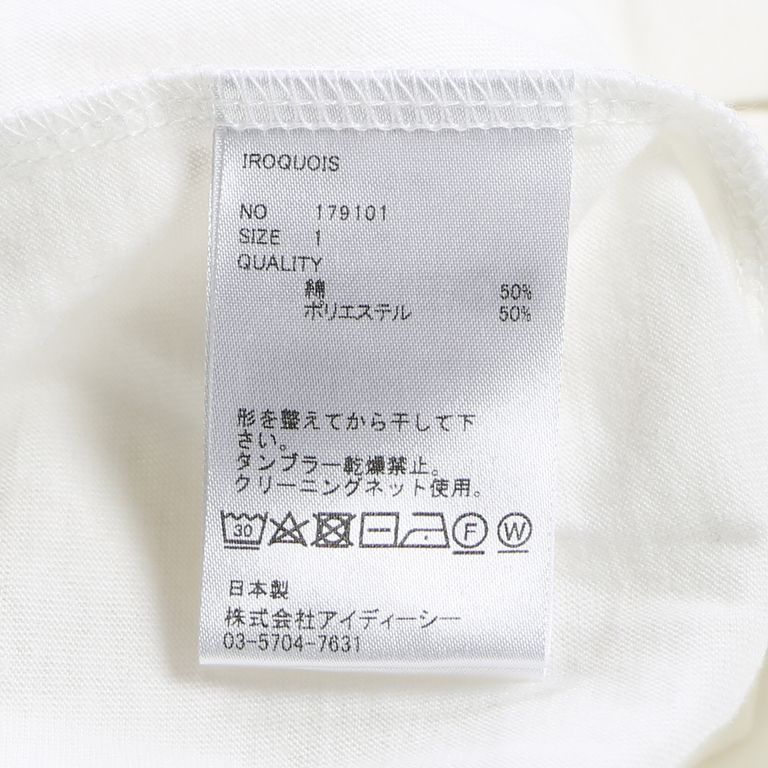 IROQUOIS
NO 179101
SIZE 1
QUALITY
綿 50%
ポリエステル 50%
形を整えてから干して下
さい。
タンブラー乾燥禁止。
クリーニングネット使用。
30 F W
日本製
株式会社アイディーシー
03-5704-7631